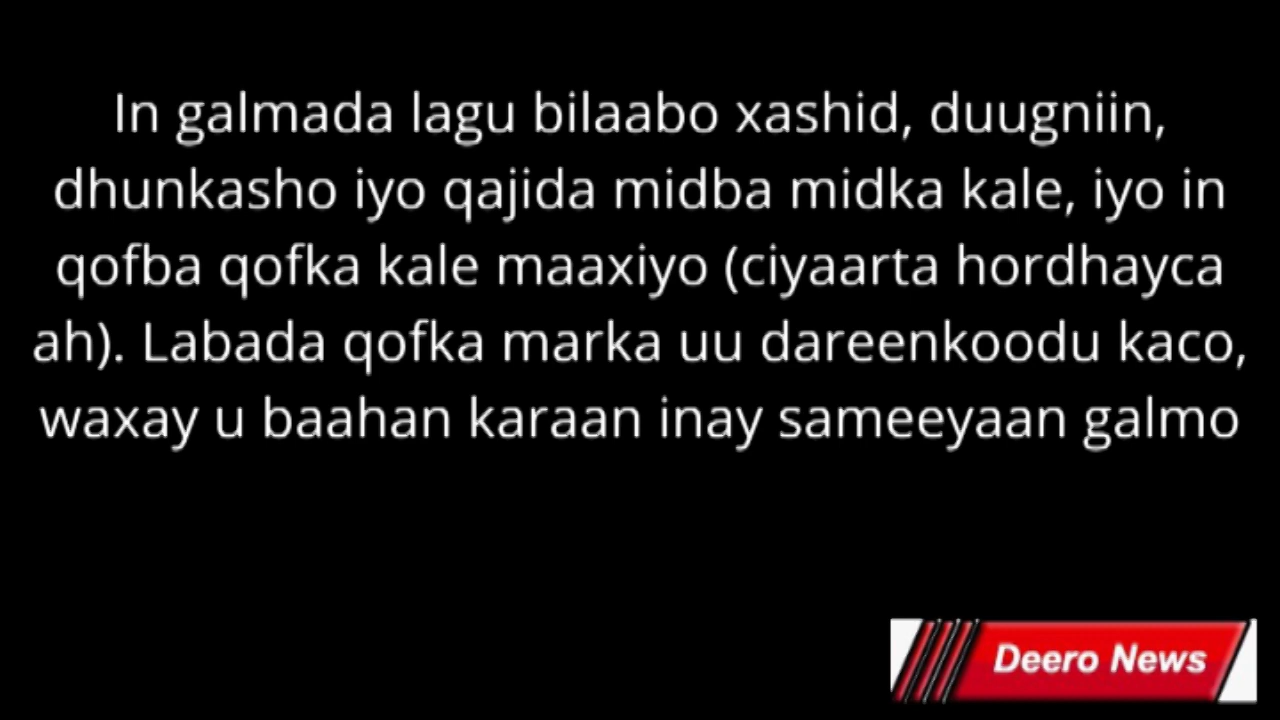 In galmada lagu bilaabo xashid, duugniin,
dhunkasho iyo qajida midba midka kale, iyo in
qofba qofka kale maaxiyo (ciyaarta hordhayca
ah). Labada qofka marka uu dareenkoodu kaco,
waxay u baahan karaan inay sameeyaan galmo
Deero News